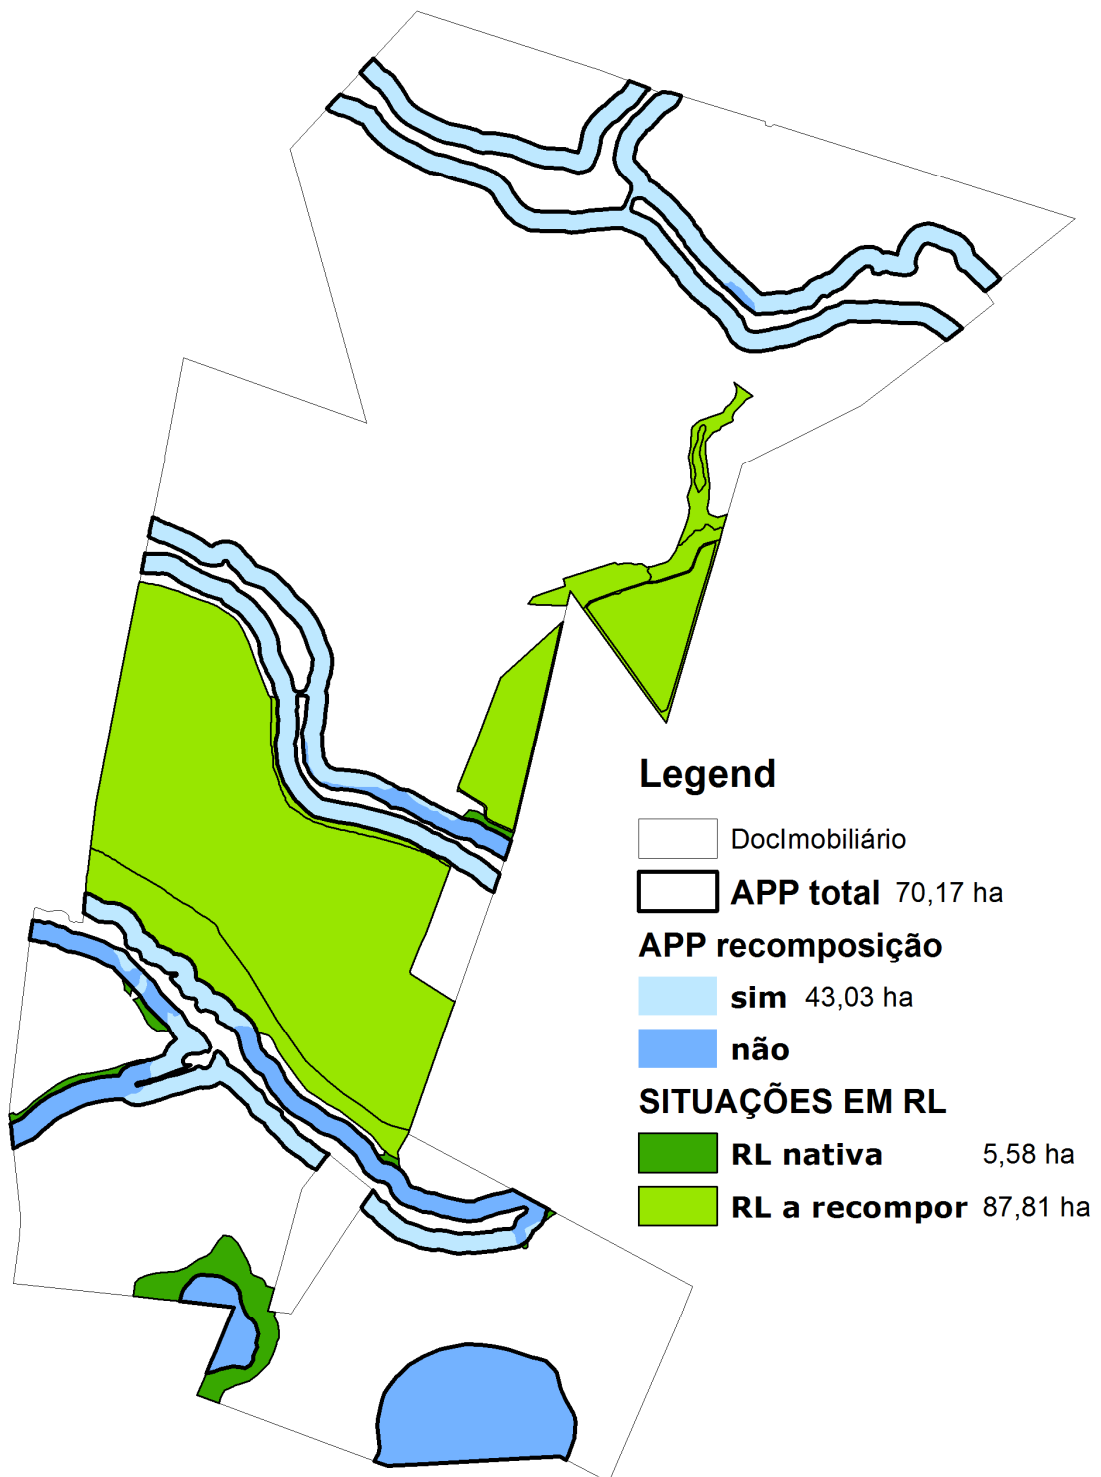 Legend
DocImobiliário
APP total 70,17 ha
APP recomposição
sim 43,03 ha
não
SITUAÇÕES EM RL
RL nativa 5,58 ha
RL a recompor 87,81 ha